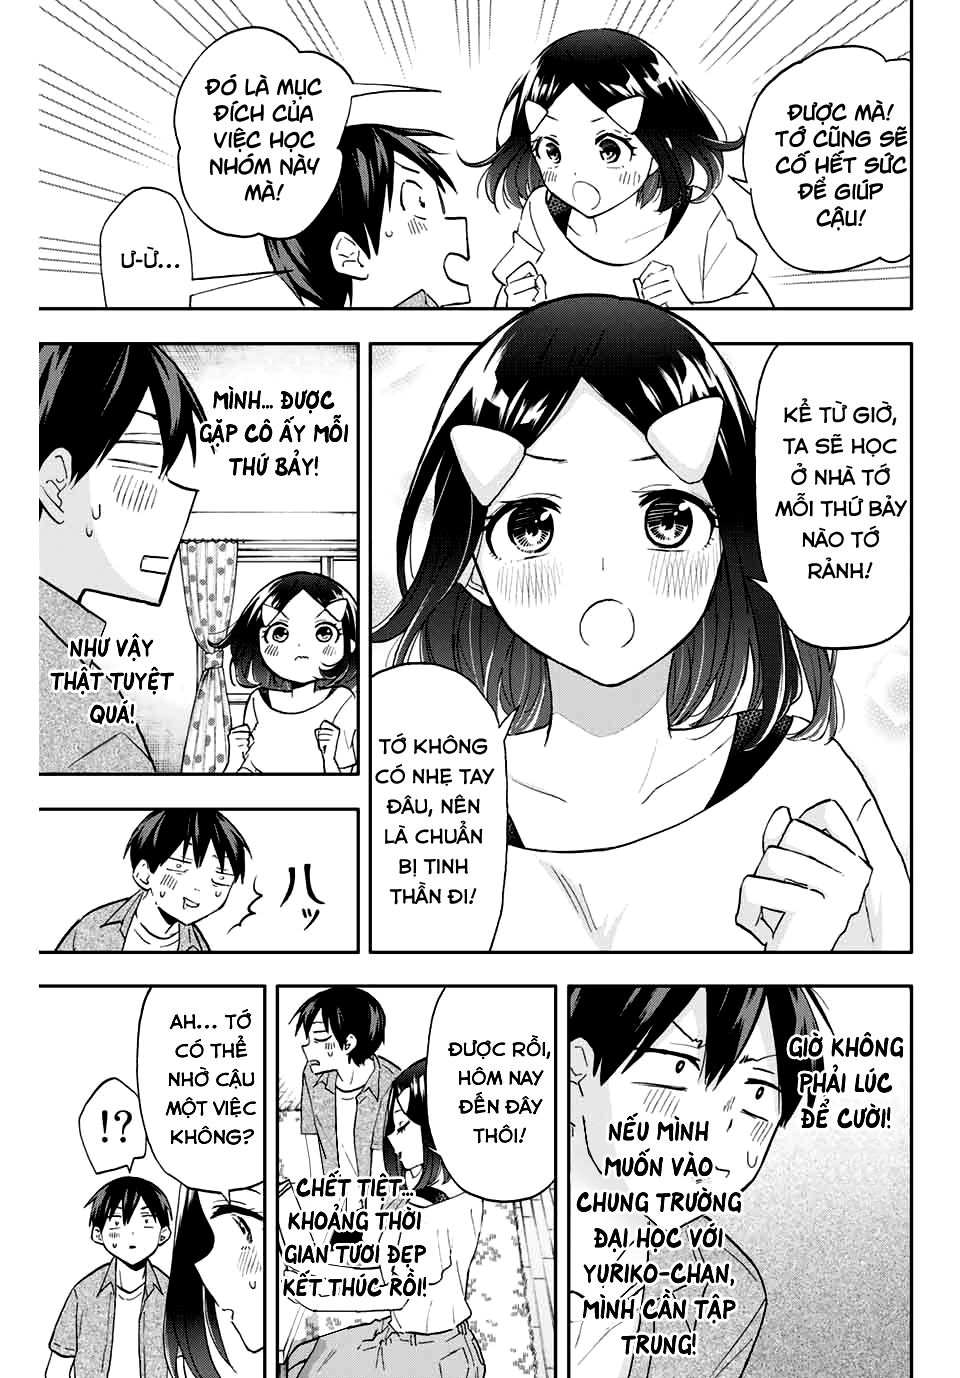 ĐƯỢC MÀ!
TỚ CŨNG SẼ
CỐ HẾT SỨC
ĐỂ GIÚP
CẬU!
ĐÓ LÀ MỤC
ĐÍCH CỦA
VIỆC HỌC
NHÓM NÀY
MÀ!
Ư-Ừ...
KỂ TỪ GIỜ,
TA SẼ HỌC
Ở NHÀ TỚ
MỖI THỨ BẢY
NÀO TỚ
RẢNH!
TỚ KHÔNG
CÓ NHẸ TAY
ĐÂU, NÊN
LÀ CHUẨN
BỊ TINH
THẦN ĐI!
MÌNH... ĐƯỢC
GẶP CÔ ẤY MỖI
THỨ BẢY!
NHƯ VẬY
THẬT TUYỆT
QUÁ!
ハッ
GIỜ KHÔNG
PHẢI LÚC
ĐỂ CƯỜI!
NẾU MÌNH
MUỐN VÀO
CHUNG TRƯỜNG
ĐẠI HỌC VỚI
YURIKO-CHAN,
MÌNH CẦN TẬP
TRUNG!
ĐƯỢC RỒI,
HÔM NAY
ĐẾN ĐÂY
THÔI!
CHẾT TIỆT...
KHOẢNG THỜI
GIAN TƯƠI ĐẸP
KẾT THÚC RỒI!
AH... TỚ
CÓ THỂ
NHỜ CẬU
MỘT VIỆC
KHÔNG?
!?